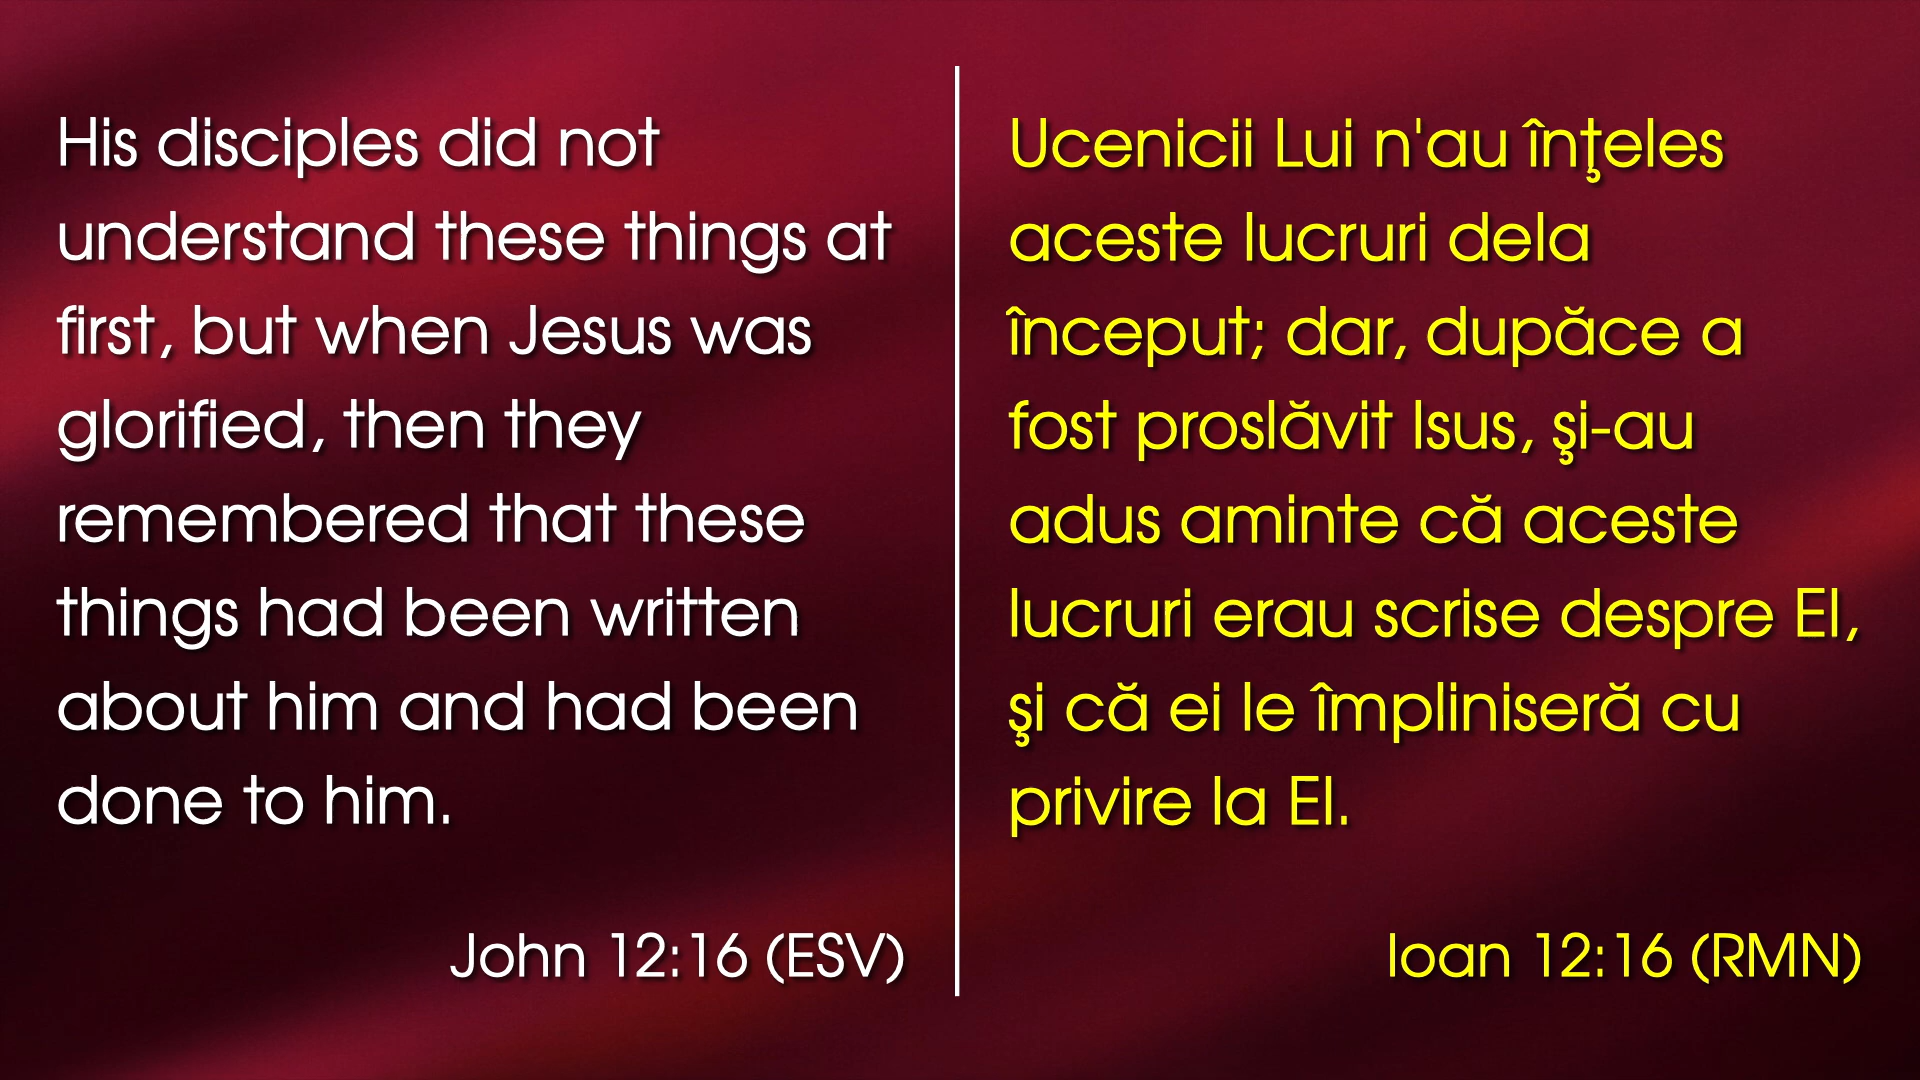 His disciples did not
understand these things at
first, but when Jesus was
glorified, then they
remembered that these
things had been written
about him and had been
done to him.
John 12:16 (ESV)
Ucenicii Lui n'au înţeles
aceste lucruri dela
început; dar, dupăce a
fost proslăvit Isus, şi-au
adus aminte că aceste
lucruri erau scrise despre El,
şi că ei le împliniseră cu
privire la El.
Ioan 12:16 (RMN)